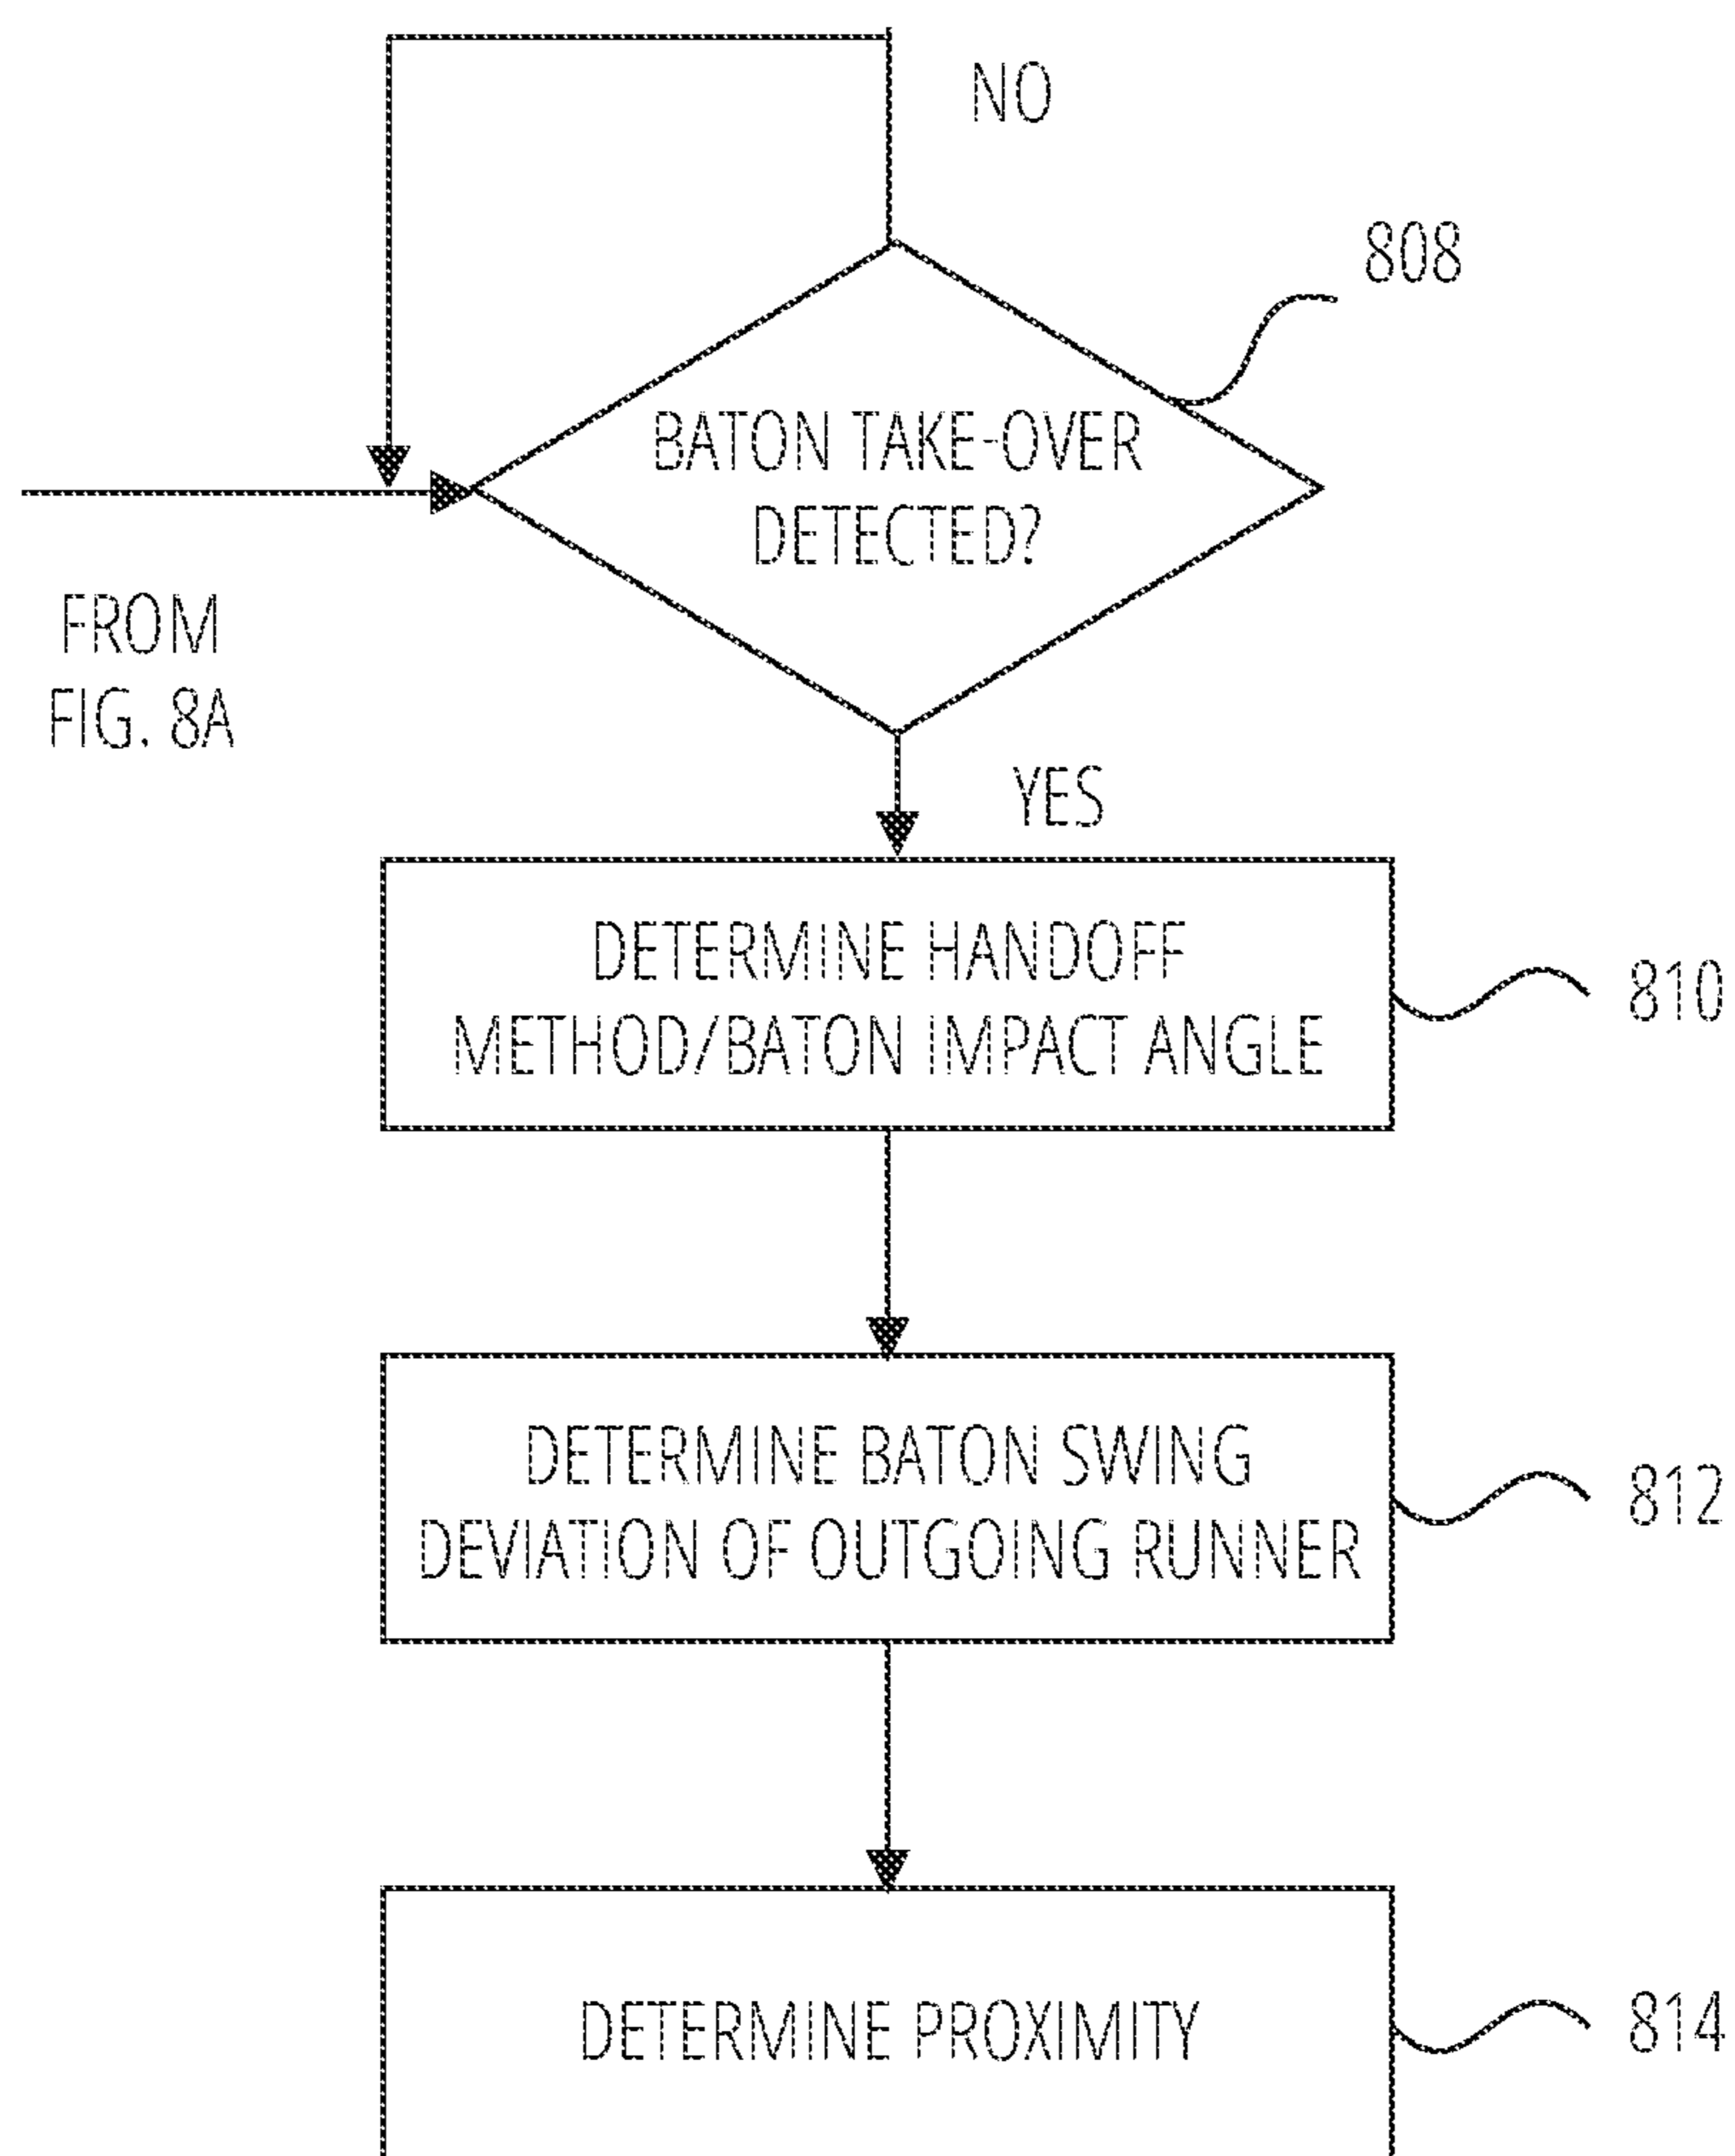 NO
808
BATON TAKE-OVER
DETECTED?
FROM
FIG. 8A
YES
DETERMINE HANDOFF
METHOD/BATON IMPACT ANGLE
810
DETERMINE BATON SWING
DEVIATION OF OUTGOING RUNNER
812
DETERMINE PROXIMITY
814